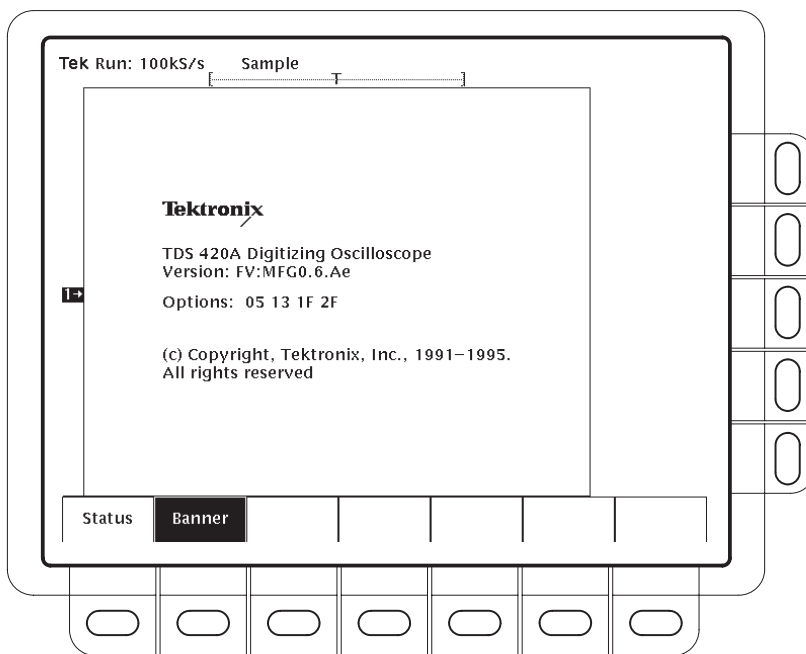 Tek Run: 100kS/s Sample
T
Tektronix
TDS 420A Digitizing Oscilloscope
Version: FV:MFG0.6.Ae
1→
Options: 05 13 1F 2F
(c) Copyright, Tektronix, Inc., 1991–1995.
All rights reserved
Status Banner